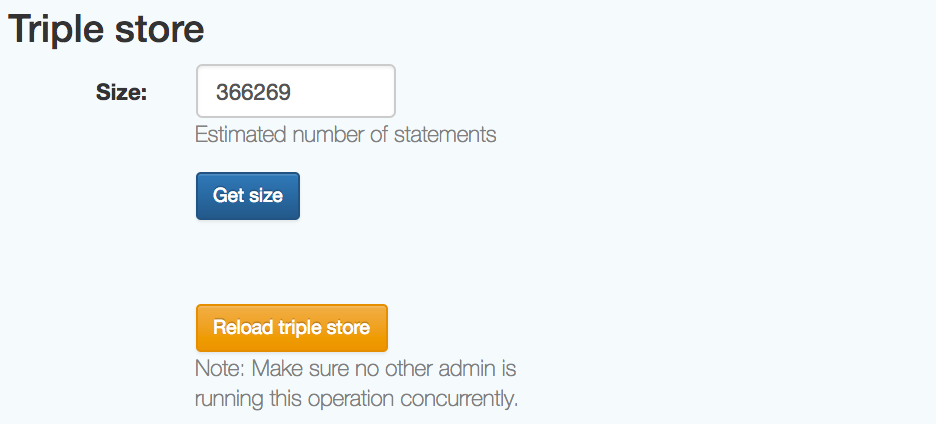 Triple store
Size: 366269
Estimated number of statements
Get size
Reload triple store
Note: Make sure no other admin is
running this operation concurrently.